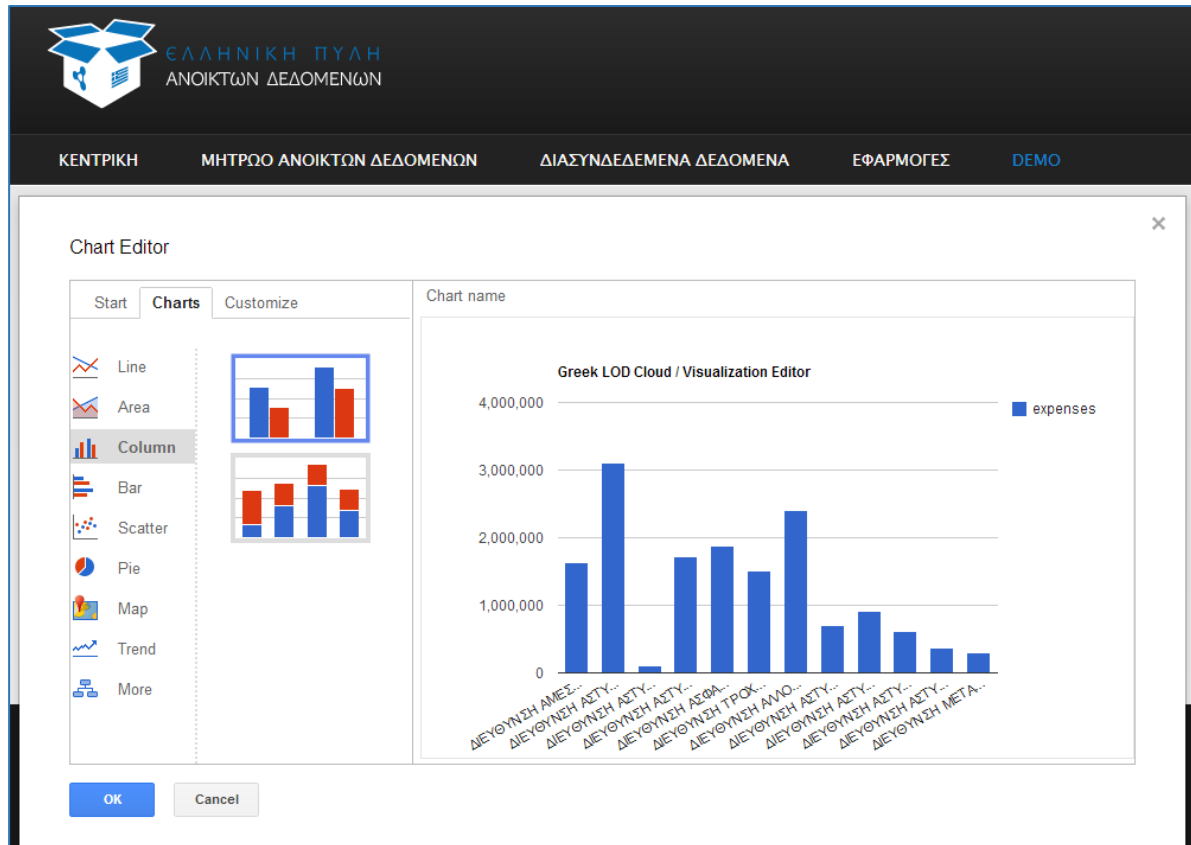 ΕΛΛΗΝΙΚΗ ΠΥΛΗ
ΑΝΟΙΚΤΩΝ ΔΕΔΟΜΕΝΩΝ
ΚΕΝΤΡΙΚΗ ΜΗΤΡΩΟ ΑΝΟΙΚΤΩΝ ΔΕΔΟΜΕΝΩΝ ΔΙΑΣΥΝΔΕΔΕΜΕΝΑ ΔΕΔΟΜΕΝΑ ΕΦΑΡΜΟΓΕΣ DEMO
×
Chart Editor
Start Charts Customize
Line
Area
Column
Bar
Scatter
Pie
Map
Trend
More
Chart name
Greek LOD Cloud / Visualization Editor
4,000,000
3,000,000
2,000,000
1,000,000
0
expenses
ΔΙΕΥΘΥΝΣΗ ΑΜΕΣ...
ΔΙΕΥΘΥΝΣΗ ΑΣΤΥ...
ΔΙΕΥΘΥΝΣΗ ΑΣΤΥ...
ΔΙΕΥΘΥΝΣΗ ΑΣΤΥ...
ΔΙΕΥΘΥΝΣΗ ΑΣΦΑ...
ΔΙΕΥΘΥΝΣΗ ΤΡΟΧ...
ΔΙΕΥΘΥΝΣΗ ΑΛΛΟ...
ΔΙΕΥΘΥΝΣΗ ΑΣΤΥ...
ΔΙΕΥΘΥΝΣΗ ΑΣΤΥ...
ΔΙΕΥΘΥΝΣΗ ΑΣΤΥ...
ΔΙΕΥΘΥΝΣΗ ΑΣΤΥ...
ΔΙΕΥΘΥΝΣΗ ΜΕΤΑ...
OK Cancel